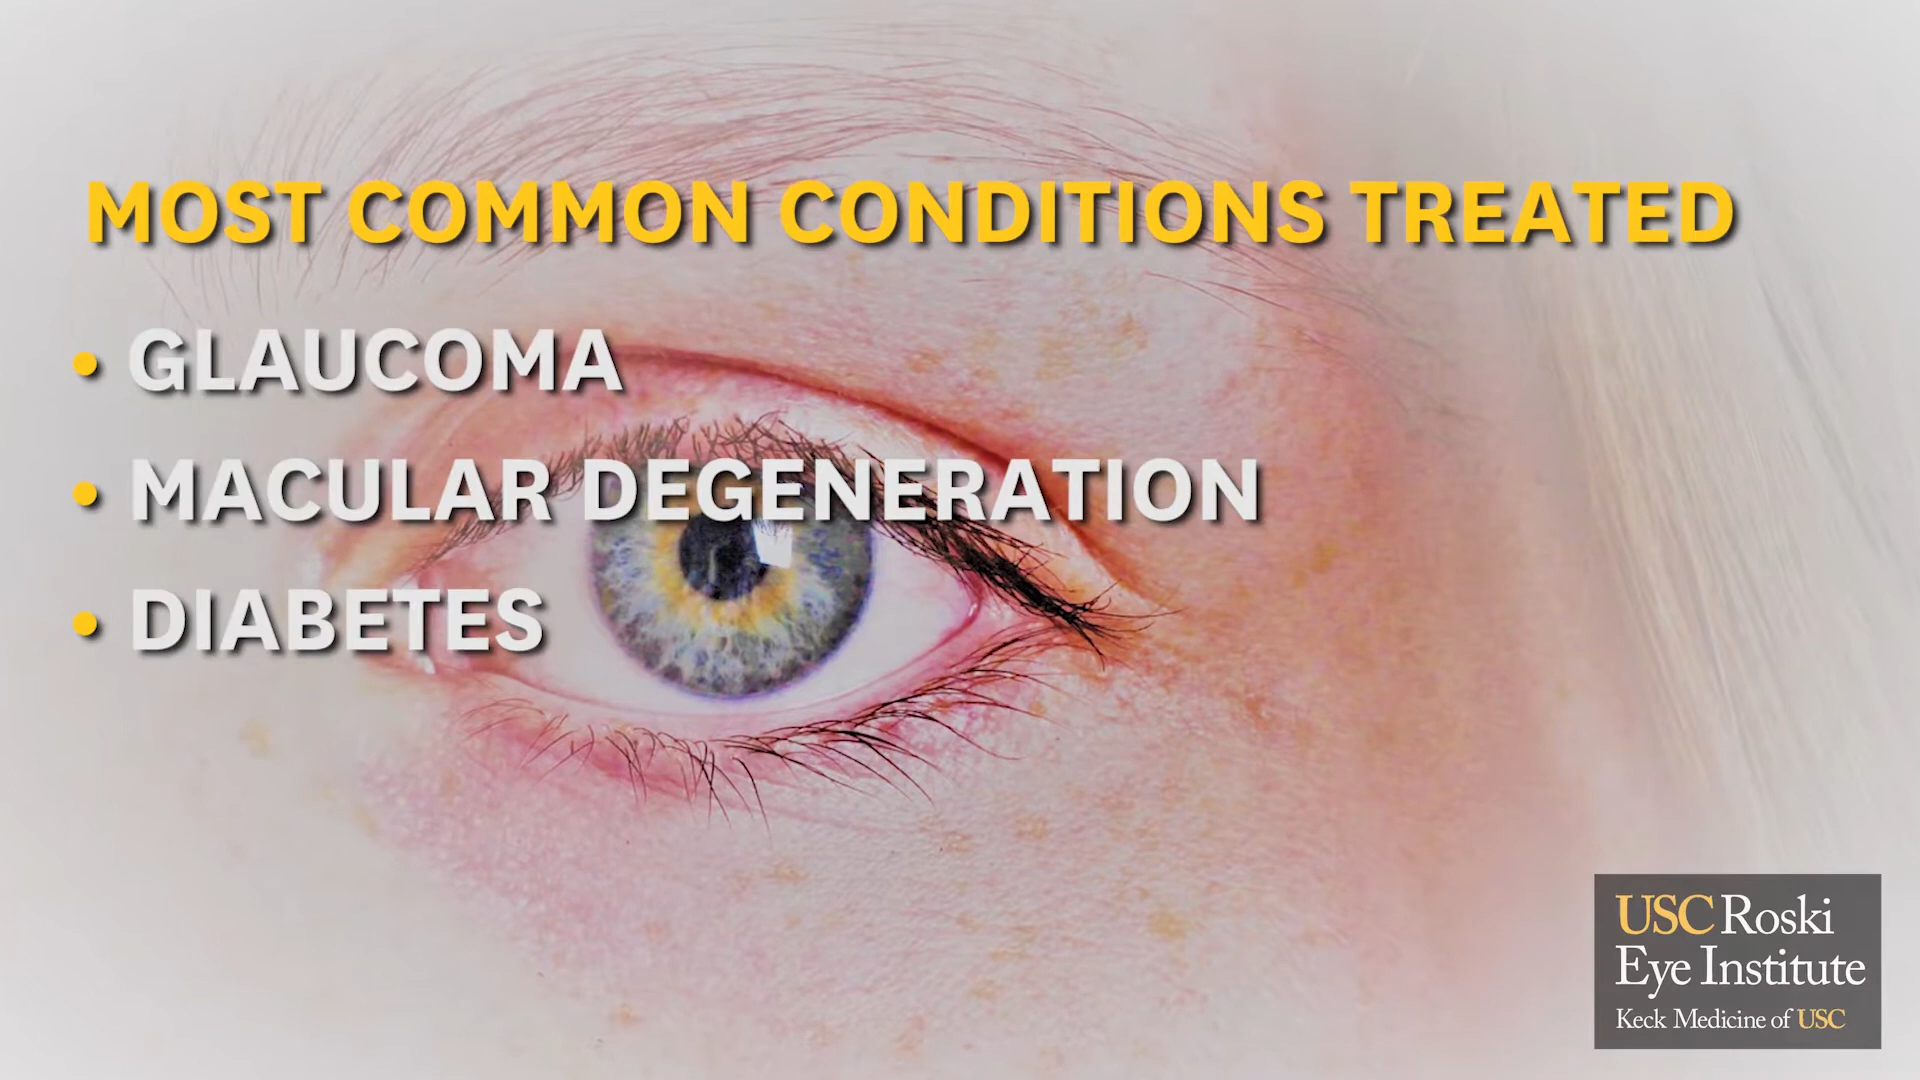 MOST COMMON CONDITIONS TREATED
• GLAUCOMA
• MACULAR DEGENERATION
• DIABETES
USC Roski
Eye Institute
Keck Medicine of USC